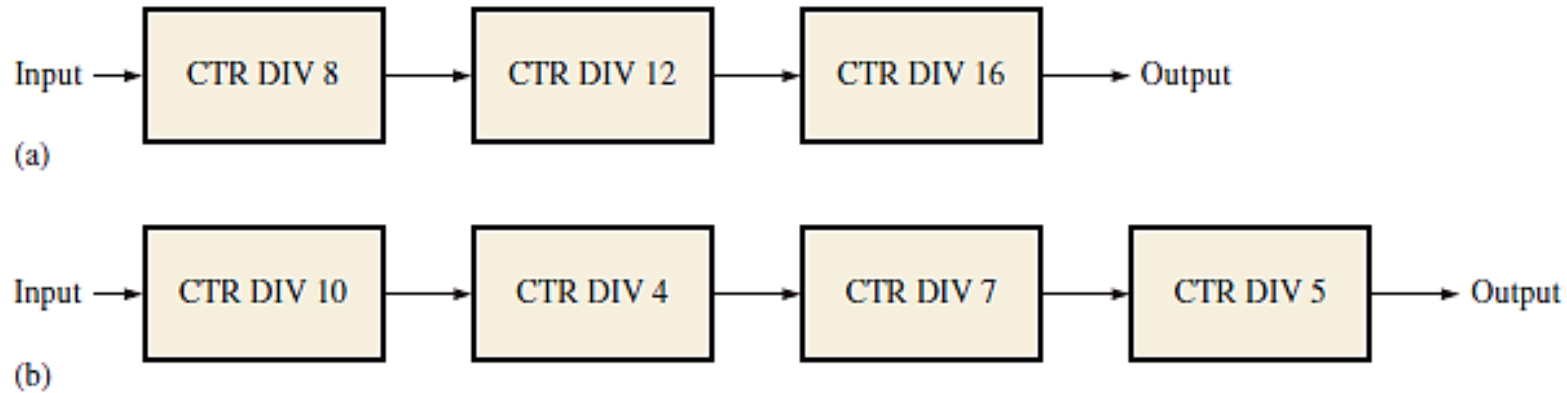 Input CTR DIV 8 CTR DIV 12 CTR DIV 16 Output
(a)
Input CTR DIV 10 CTR DIV 4 CTR DIV 7 CTR DIV 5 Output
(b)